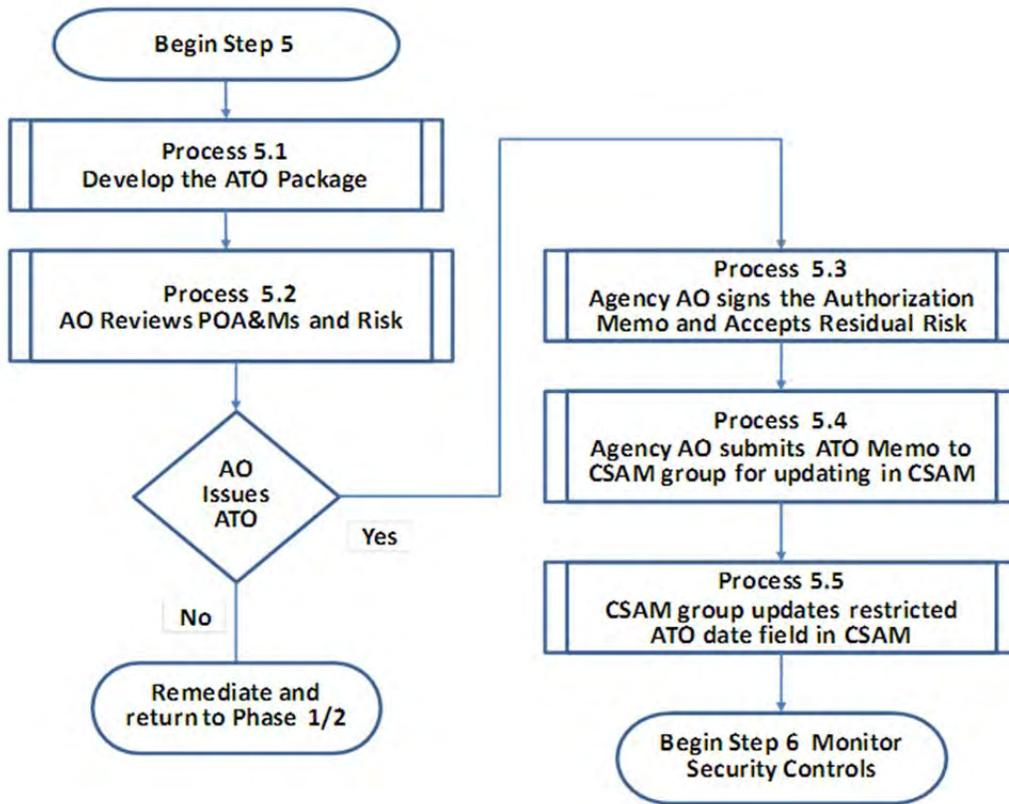 Begin Step 5
Process 5.1
Develop the ATO Package
Process 5.2
AO Reviews POA&Ms and Risk
AO
Issues
ATO
Yes
No
Remediate and
return to Phase 1/2
Process 5.3
Agency AO signs the Authorization
Memo and Accepts Residual Risk
Process 5.4
Agency AO submits ATO Memo to
CSAM group for updating in CSAM
Process 5.5
CSAM group updates restricted
ATO date field in CSAM
Begin Step 6 Monitor
Security Controls